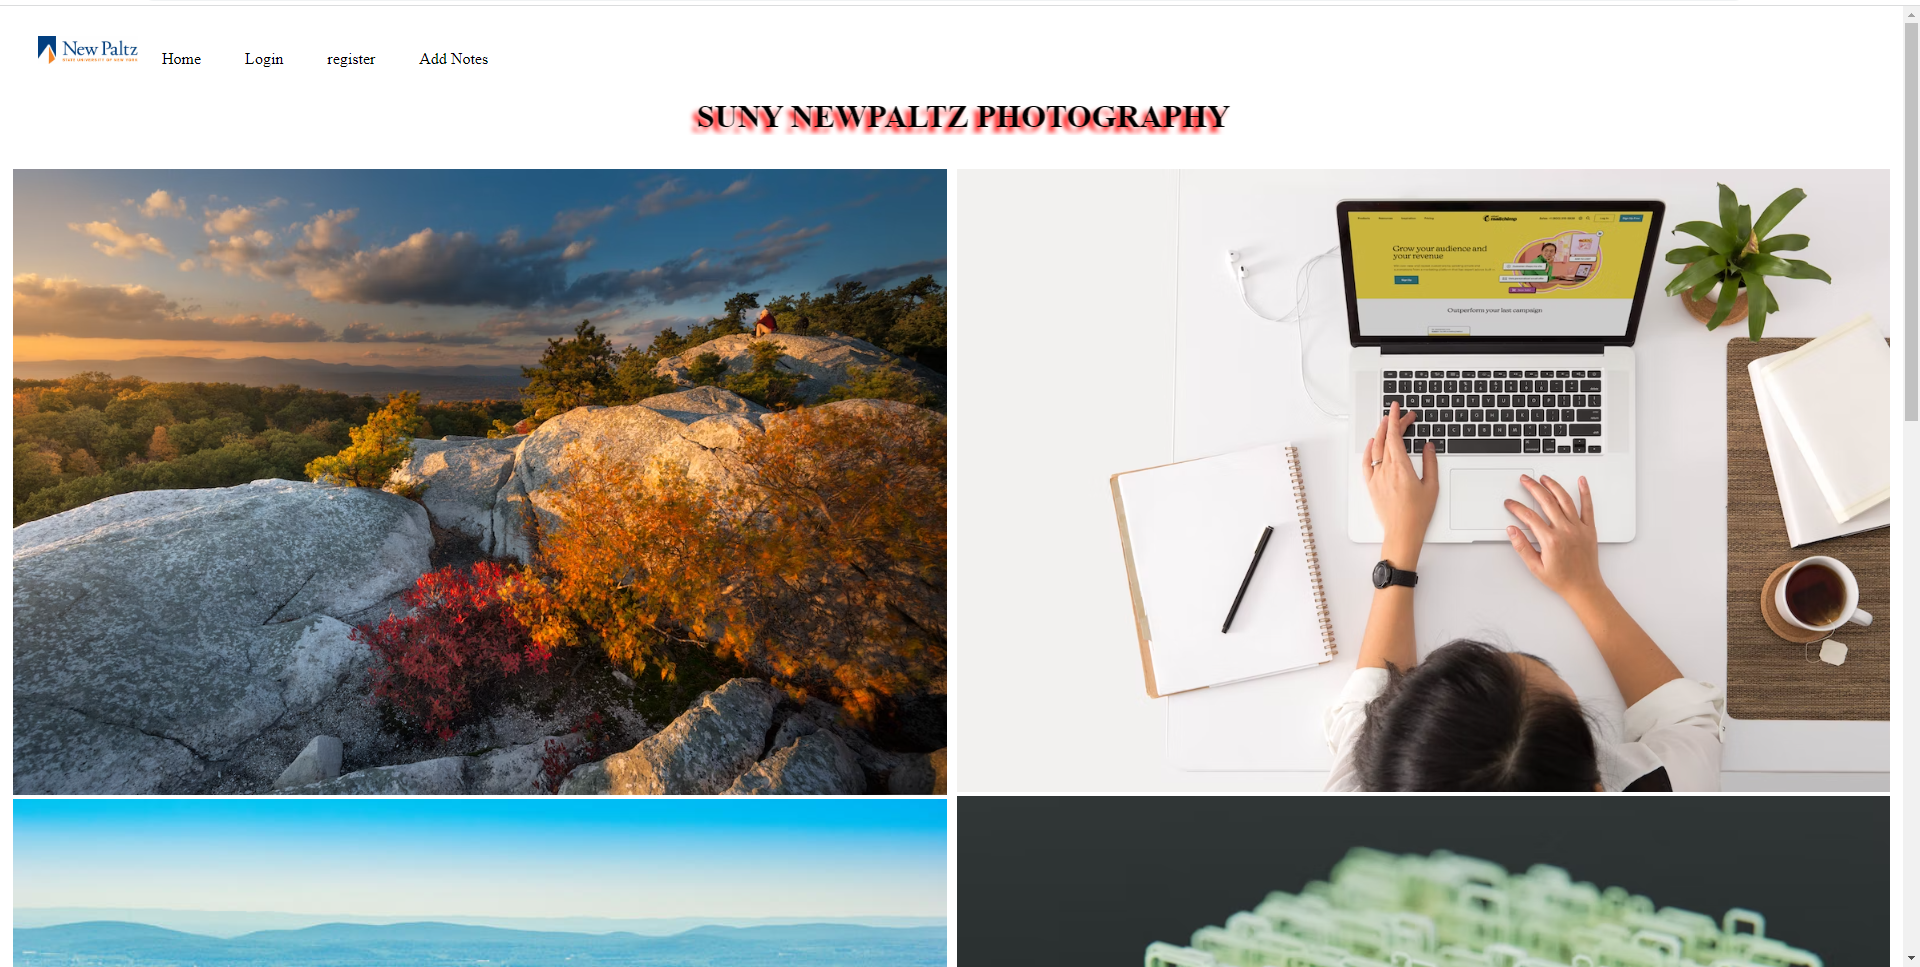 New Paltz
STATE UNIVERSITY OF NEW YORK
Home
Login
register
Add Notes
SUNY NEWPALTZ PHOTOGRAPHY
Grow your audience and
your revenue
Outperform your last campaign